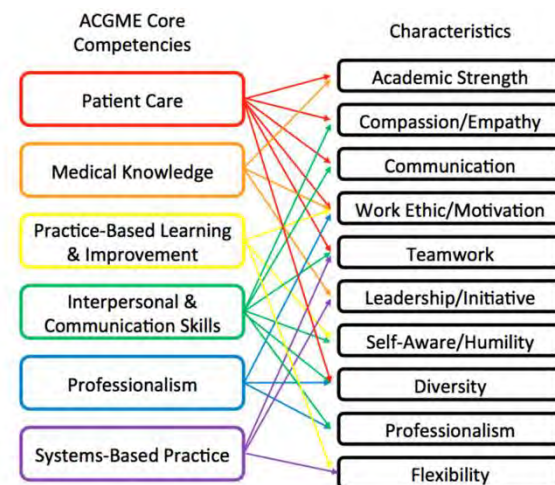 ACGME Core
Competencies
Patient Care
Medical Knowledge
Practice-Based Learning
& Improvement
Interpersonal &
Communication Skills
Professionalism
Systems-Based Practice
Characteristics
Academic Strength
Compassion/Empathy
Communication
Work Ethic/Motivation
Teamwork
Leadership/Initiative
Self-Aware/Humility
Diversity
Professionalism
Flexibility